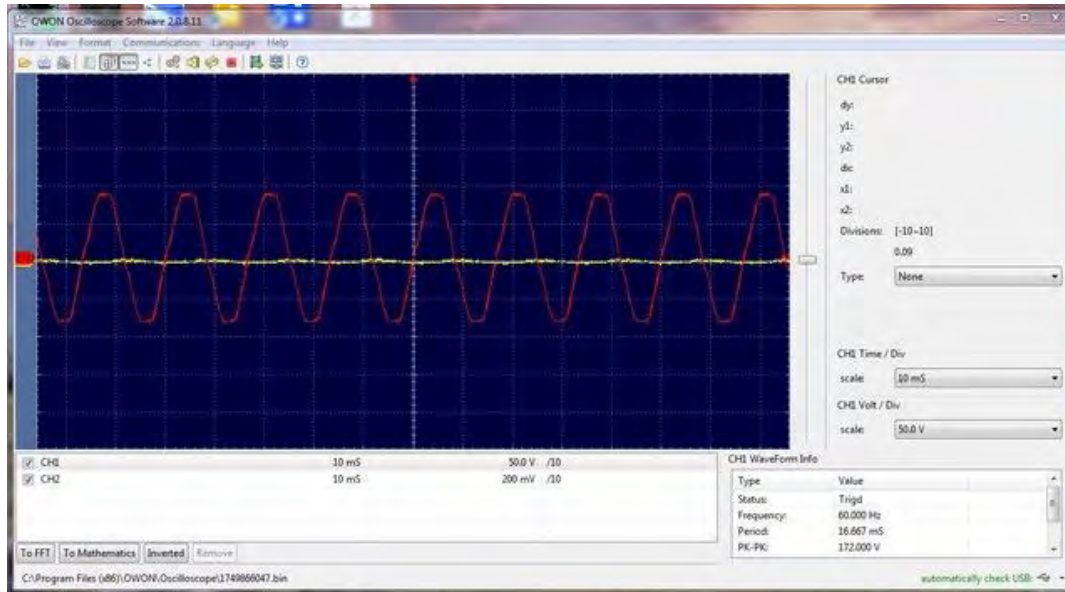 OWON Oscilloscope Software 2.0.8.11
File View Format Communications Language Help
CH1 Cursor
dy:
y1:
y2:
dx:
x1:
x2:
Divisions: [-10~10]
0.09
Type: None
CH1 Time / Div
scale: 10 mS
CH1 Volt / Div
scale: 50.0 V
CH1 10 mS 50.0 V /10
CH2 10 mS 200 mV /10
CH1 WaveForm Info
Type Value
Status: Trigd
Frequency: 60.000 Hz
Period: 16.667 mS
PK-PK: 172.000 V
To FFT To Mathematics Inverted Remove
C:\Program Files (x86)\OWON\Oscilloscope\1749866047.bin
automatically check USB: